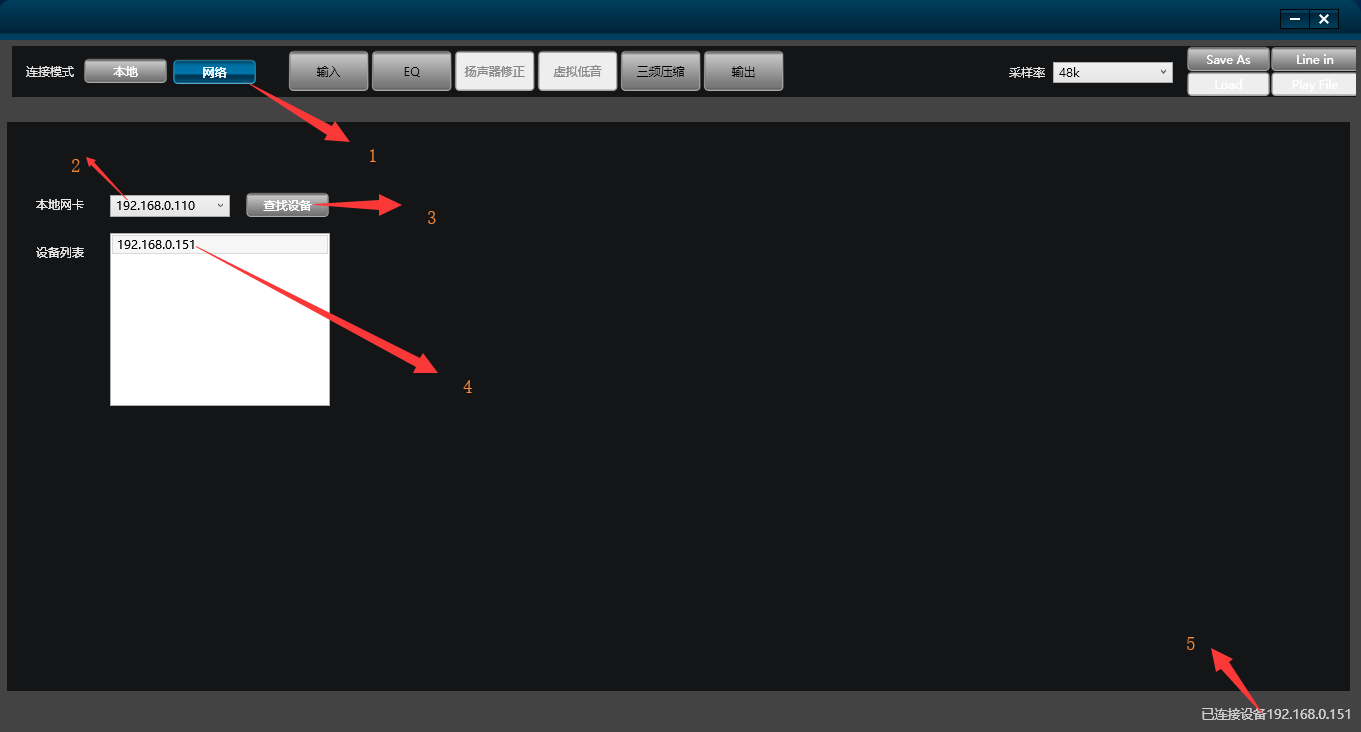 连接模式 本地 网络 输入 EQ 扬声器修正 虚拟低音 三频压缩 输出 采样率 48k Save As Line in
Load Play File
1
2
本地网卡 192.168.0.110 查找设备
3
设备列表 192.168.0.151
4
5
已连接设备192.168.0.151